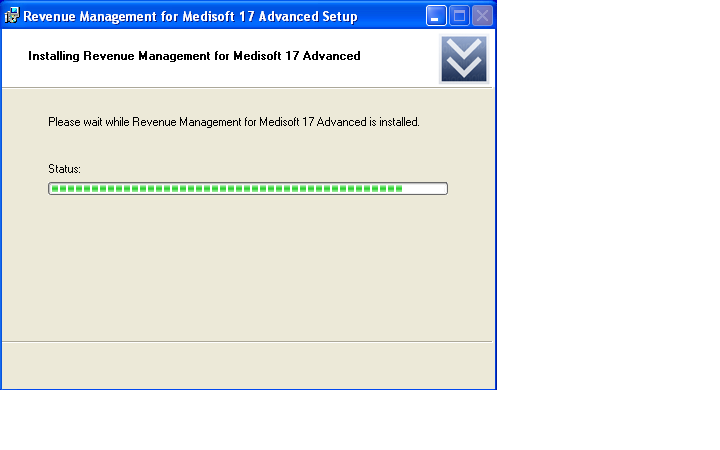 Revenue Management for Medisoft 17 Advanced Setup
Installing Revenue Management for Medisoft 17 Advanced
Please wait while Revenue Management for Medisoft 17 Advanced is installed.
Status: